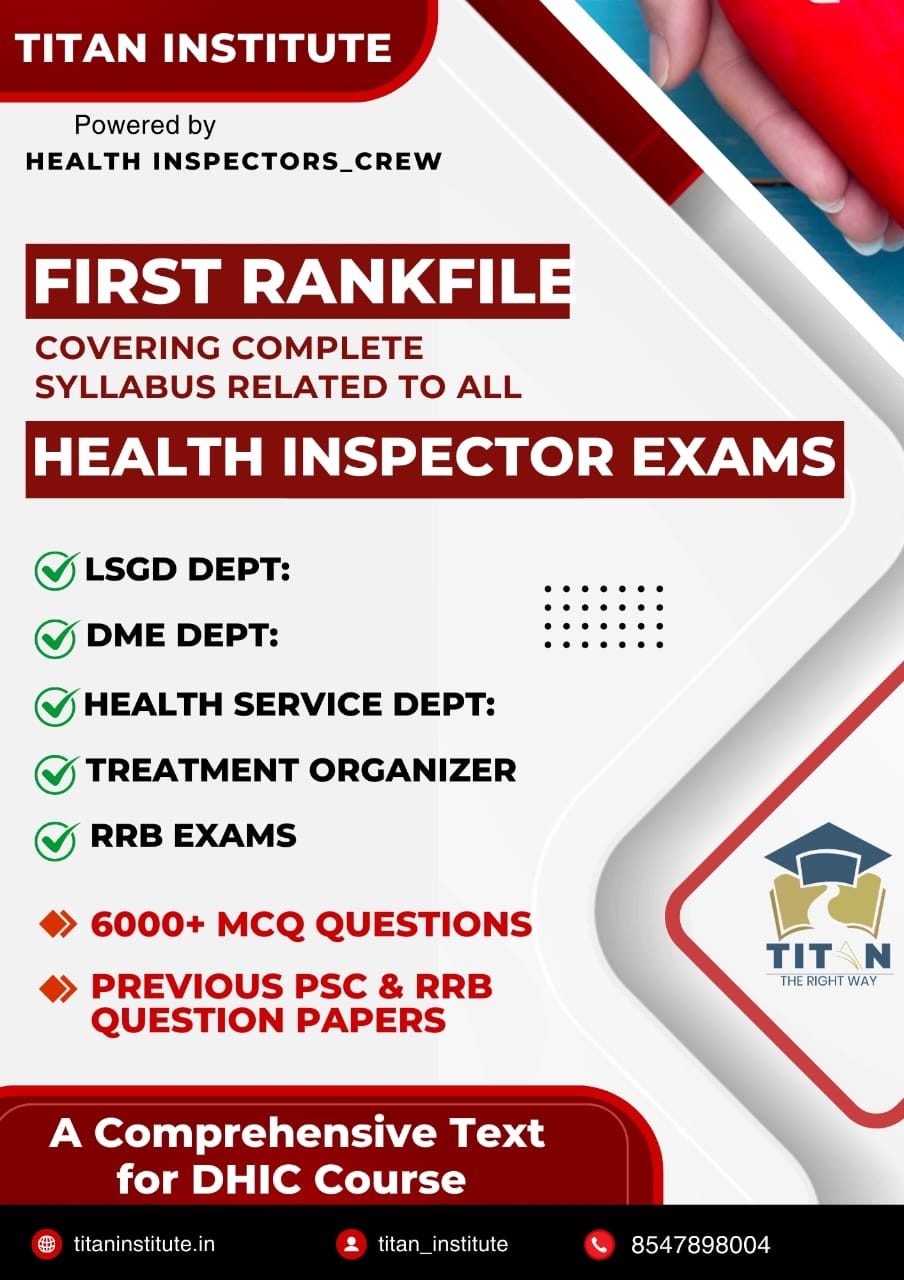 TITAN INSTITUTE
Powered by
HEALTH INSPECTORS_CREW
FIRST RANKFILE
COVERING COMPLETE
SYLLABUS RELATED TO ALL
HEALTH INSPECTOR EXAMS
LSGD DEPT:
DME DEPT:
HEALTH SERVICE DEPT:
TREATMENT ORGANIZER
RRB EXAMS
6000+ MCQ QUESTIONS
PREVIOUS PSC & RRB
QUESTION PAPERS
TITAN
THE RIGHT WAY
A Comprehensive Text
for DHIC Course
titaninstitute.in
titan_institute
8547898004